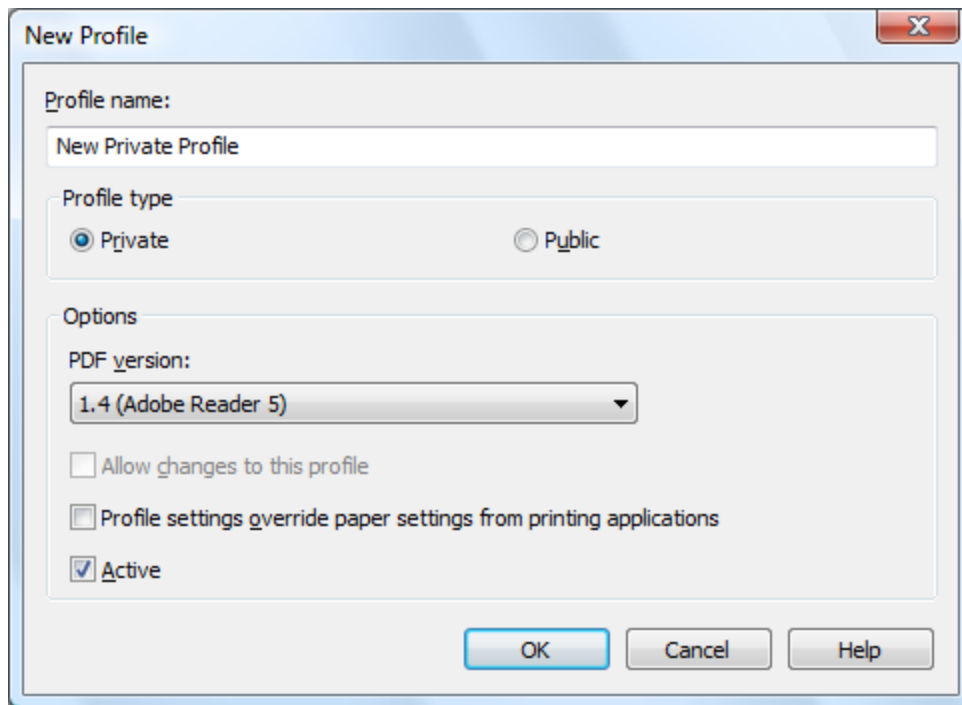 New Profile
Profile name:
New Private Profile
Profile type
Private Public
Options
PDF version:
1.4 (Adobe Reader 5)
Allow changes to this profile
Profile settings override paper settings from printing applications
Active
OK Cancel Help